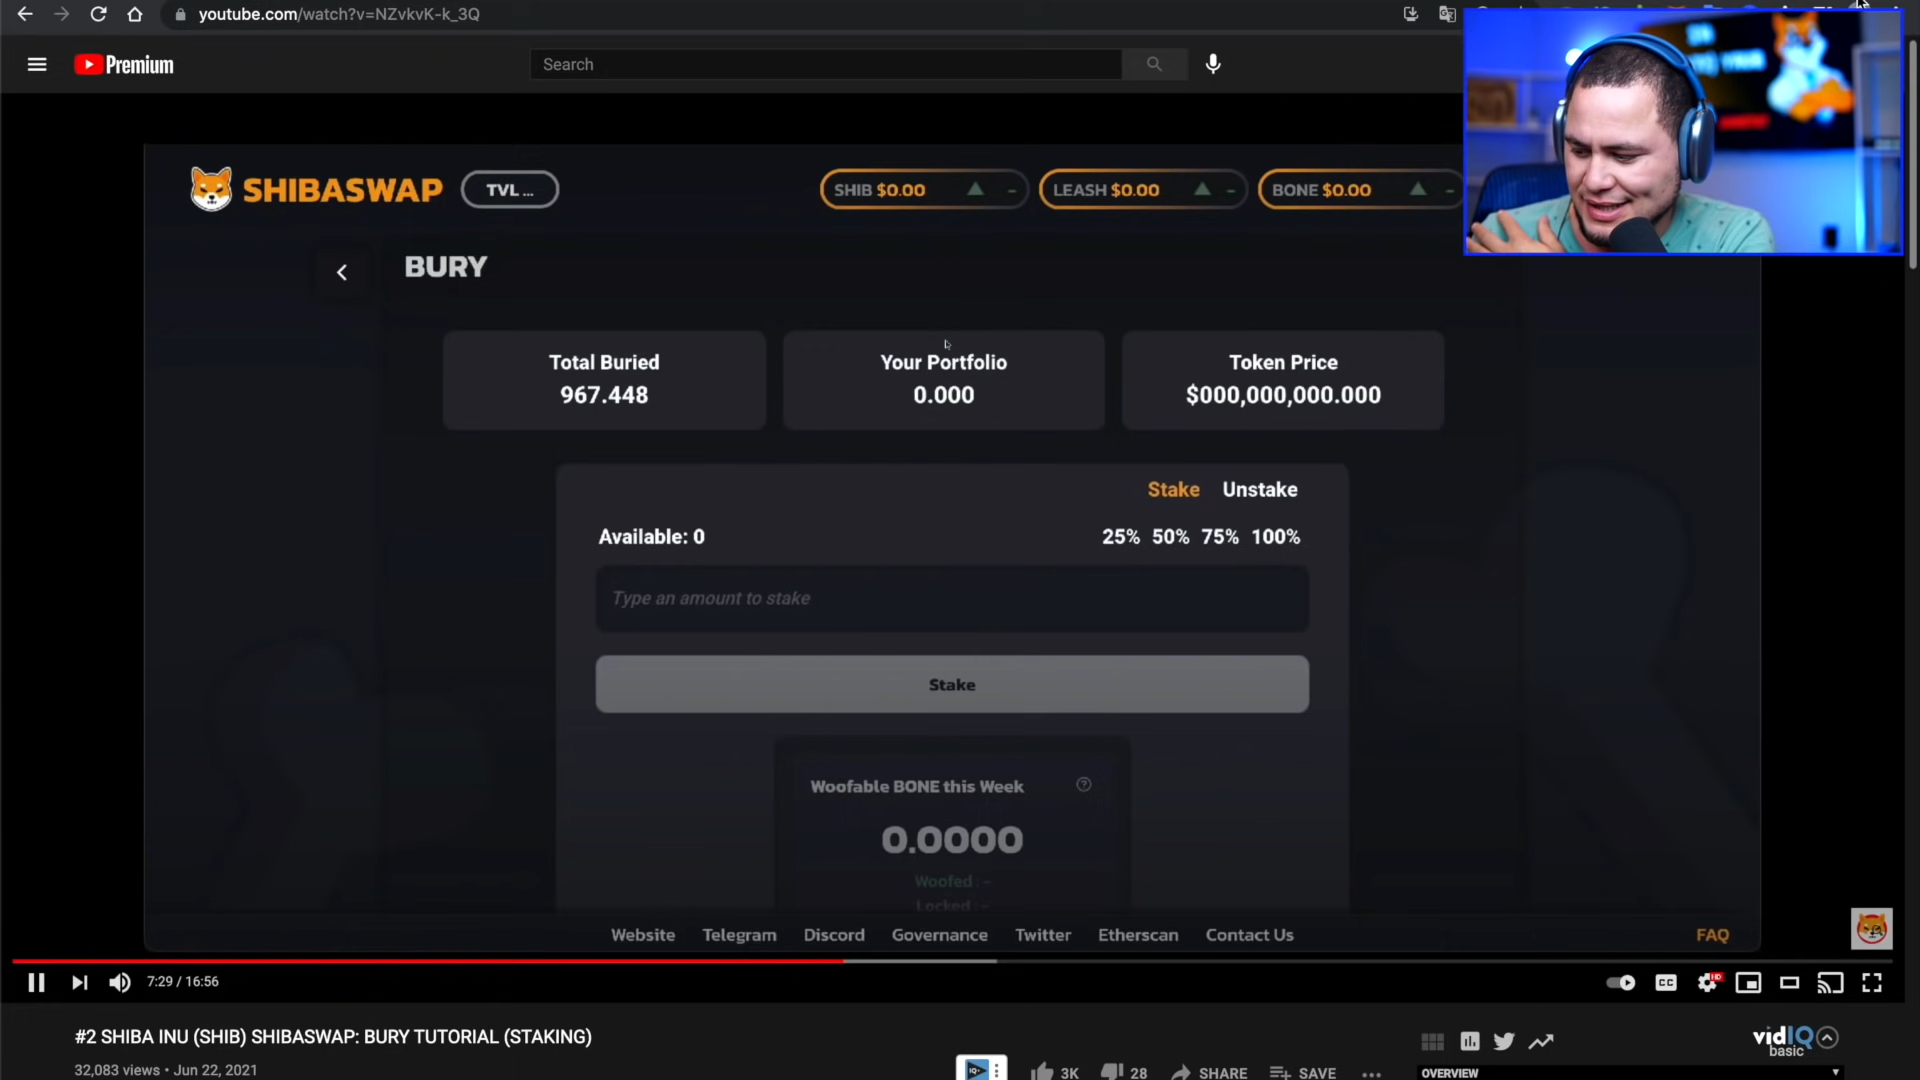 youtube.com/watch?v=NZvkvK-k_3Q
Premium
Search
SHIBASWAP
TVL ...
SHIB $0.00 -
LEASH $0.00 -
BONE $0.00 -
BURY
Total Buried
967.448
Your Portfolio
0.000
Token Price
$000,000,000.000
Stake Unstake
Available: 0
25% 50% 75% 100%
Type an amount to stake
Stake
Woofable BONE this Week
0.0000
Woofed : -
Locked : -
Website Telegram Discord Governance Twitter Etherscan Contact Us
FAQ
7:29 / 16:56
CC
HD
#2 SHIBA INU (SHIB) SHIBASWAP: BURY TUTORIAL (STAKING)
32,083 views • Jun 22, 2021
3K
28
SHARE
SAVE
vidIQ
basic
OVERVIEW